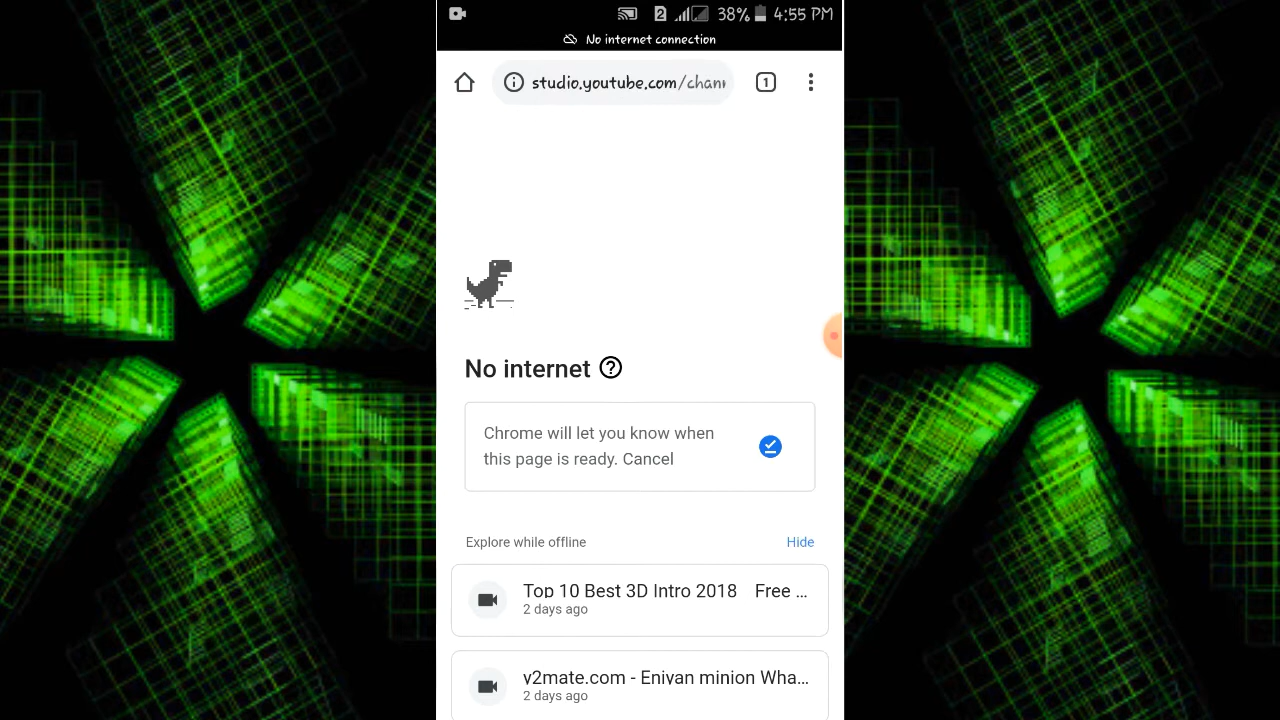 2 38% 4:55 PM
No internet connection
studio.youtube.com/chan
1
No internet
Chrome will let you know when
this page is ready. Cancel
Explore while offline
Hide
Top 10 Best 3D Intro 2018 Free ...
2 days ago
y2mate.com - Eniyan minion Wha...
2 days ago